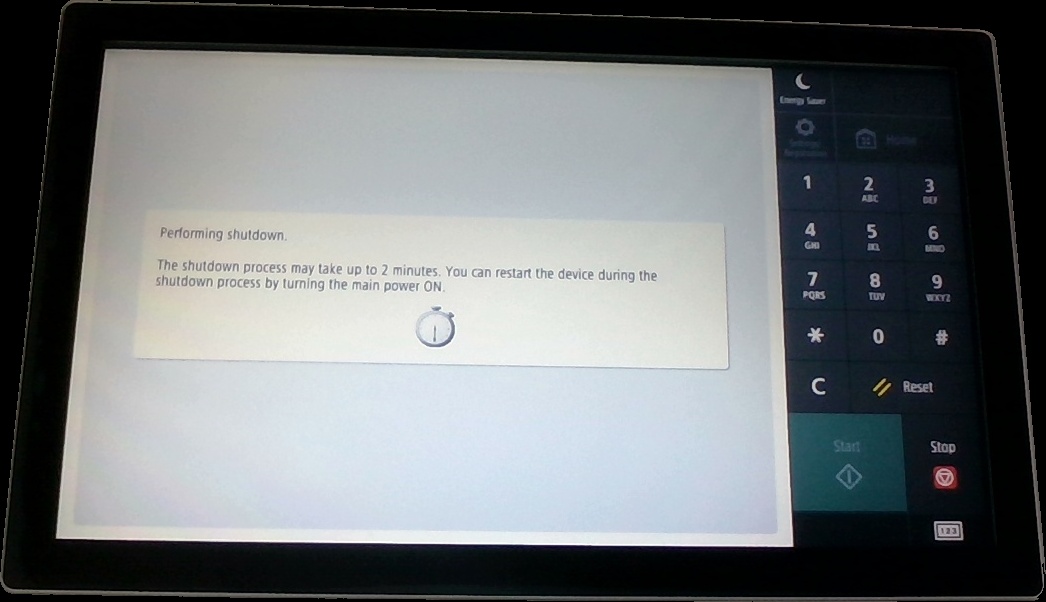 Performing shutdown.
The shutdown process may take up to 2 minutes. You can restart the device during the
shutdown process by turning the main power ON.
Energy Saver
Settings/
Registration
Home
1
2
3
ABC
DEF
4
5
6
GHI
JKL
MNO
7
8
9
PQRS
TUV
WXYZ
* 0 #
C
Reset
Start
Stop
123